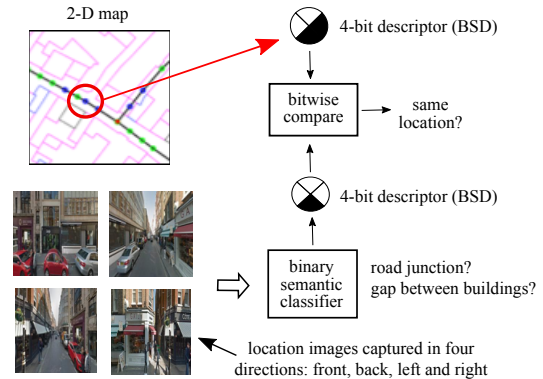 2-D map
4-bit descriptor (BSD)
bitwise
compare
same
location?
4-bit descriptor (BSD)
binary
semantic
classifier
road junction?
gap between buildings?
location images captured in four
directions: front, back, left and right